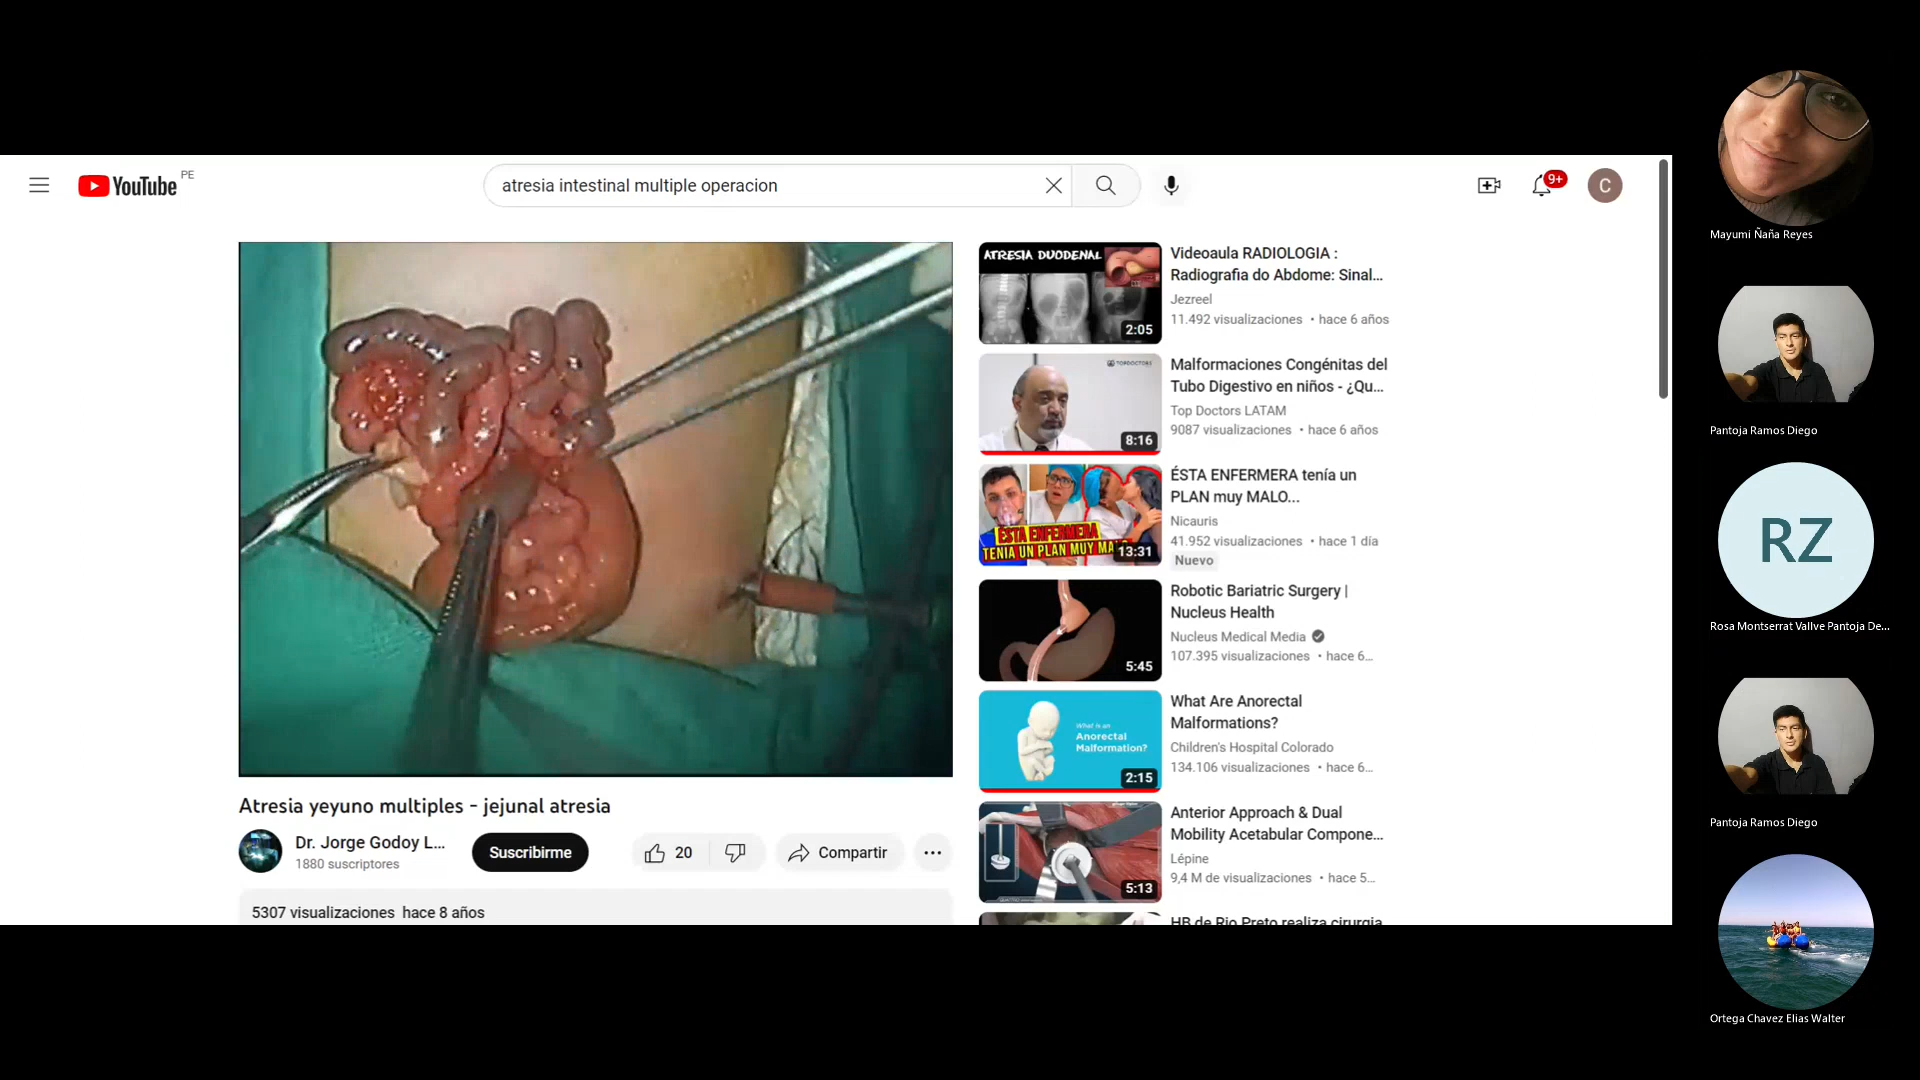 YouTube PE
atresia intestinal multiple operacion
9+
C
Atresia yeyuno multiples - jejunal atresia
Dr. Jorge Godoy L...
1880 suscriptores
Suscribirme
20
Compartir
5307 visualizaciones hace 8 años
ATRESIA DUODENAL
2:05
Videoaula RADIOLOGIA :
Radiografia do Abdome: Sinal...
Jezreel
11.492 visualizaciones • hace 6 años
TOPDOCTORS
8:16
Malformaciones Congénitas del
Tubo Digestivo en niños - ¿Qu...
Top Doctors LATAM
9087 visualizaciones • hace 6 años
ESTA ENFERMERA
TENIA UN PLAN MUY MA
13:31
ÉSTA ENFERMERA tenía un
PLAN muy MALO...
Nicauris
41.952 visualizaciones • hace 1 día
Nuevo
5:45
Robotic Bariatric Surgery |
Nucleus Health
Nucleus Medical Media
107.395 visualizaciones • hace 6...
What is an
Anorectal
Malformation?
2:15
What Are Anorectal
Malformations?
Children's Hospital Colorado
134.106 visualizaciones • hace 6...
5:13
Anterior Approach & Dual
Mobility Acetabular Compone...
Lépine
9,4 M de visualizaciones • hace 5...
HB de Rio Preto realiza cirurgia
Mayumi Ñaña Reyes
Pantoja Ramos Diego
RZ
Rosa Montserrat Vallve Pantoja De...
Pantoja Ramos Diego
Ortega Chavez Elias Walter